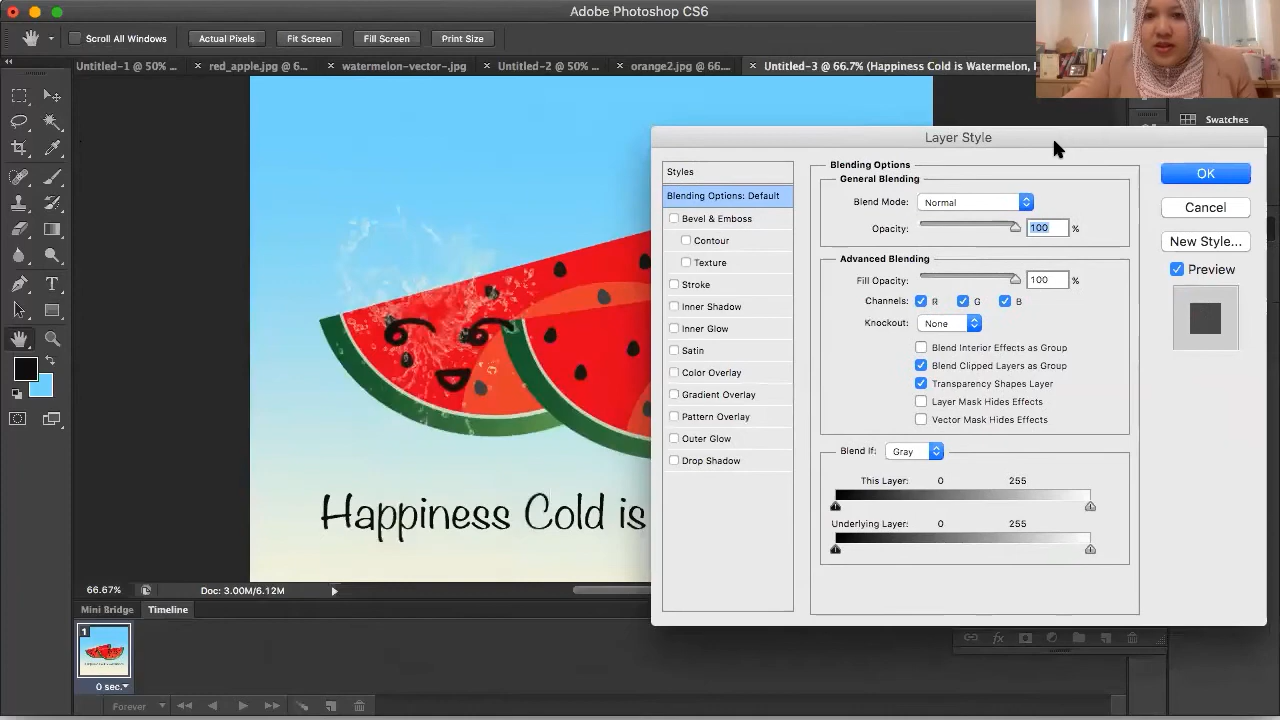 Adobe Photoshop CS6
Scroll All Windows
Actual Pixels
Fit Screen
Fill Screen
Print Size
Untitled-1 @ 50% ...
red_apple.jpg @ 6...
watermelon-vector-.jpg
Untitled-2 @ 50% ...
orange2.jpg @ 66....
Untitled-3 @ 66.7% (Happiness Cold is Watermelon,
Swatches
Layer Style
Styles
Blending Options: Default
Bevel & Emboss
Contour
Texture
Stroke
Inner Shadow
Inner Glow
Satin
Color Overlay
Gradient Overlay
Pattern Overlay
Outer Glow
Drop Shadow
Blending Options
General Blending
Blend Mode: Normal
Opacity: 100 %
Advanced Blending
Fill Opacity: 100 %
Channels: R G B
Knockout: None
Blend Interior Effects as Group
Blend Clipped Layers as Group
Transparency Shapes Layer
Layer Mask Hides Effects
Vector Mask Hides Effects
Blend If: Gray
This Layer: 0 255
Underlying Layer: 0 255
OK
Cancel
New Style...
Preview
Happiness Cold is
66.67%
Doc: 3.00M/6.12M
Mini Bridge
Timeline
1
0 sec.
Forever
fx